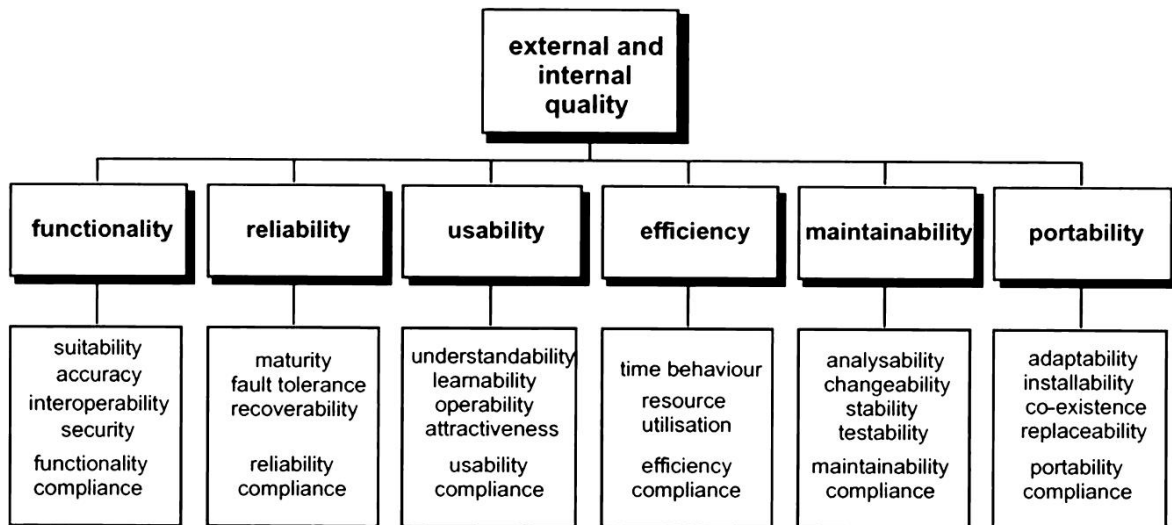 external and
internal
quality
functionality
reliability
usability
efficiency
maintainability
portability
suitability
accuracy
interoperability
security
functionality
compliance
maturity
fault tolerance
recoverability
reliability
compliance
understandability
learnability
operability
attractiveness
usability
compliance
time behaviour
resource
utilisation
efficiency
compliance
analysability
changeability
stability
testability
maintainability
compliance
adaptability
installability
co-existence
replaceability
portability
compliance